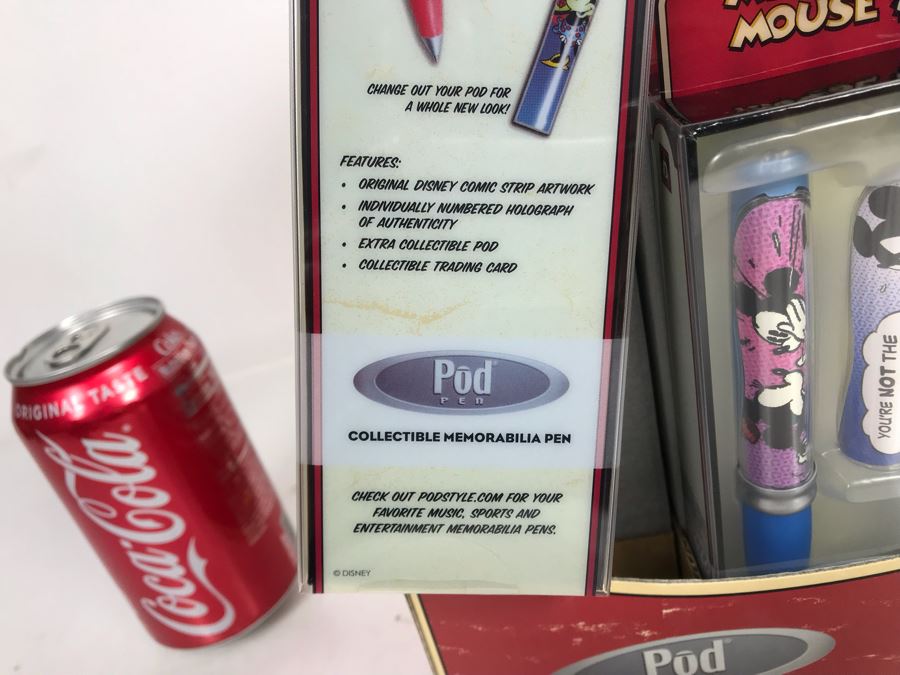 MOUSE
CHANGE OUT YOUR POD FOR
A WHOLE NEW LOOK!
FEATURES:
• ORIGINAL DISNEY COMIC STRIP ARTWORK
• INDIVIDUALLY NUMBERED HOLOGRAPH
OF AUTHENTICITY
• EXTRA COLLECTIBLE POD
• COLLECTIBLE TRADING CARD
Pōd
PEN
COLLECTIBLE MEMORABILIA PEN
CHECK OUT PODSTYLE.COM FOR YOUR
FAVORITE MUSIC, SPORTS AND
ENTERTAINMENT MEMORABILIA PENS.
© DISNEY
ORIGINAL TASTE
Coca-Cola
YOU'RE NOT THE
Pōd